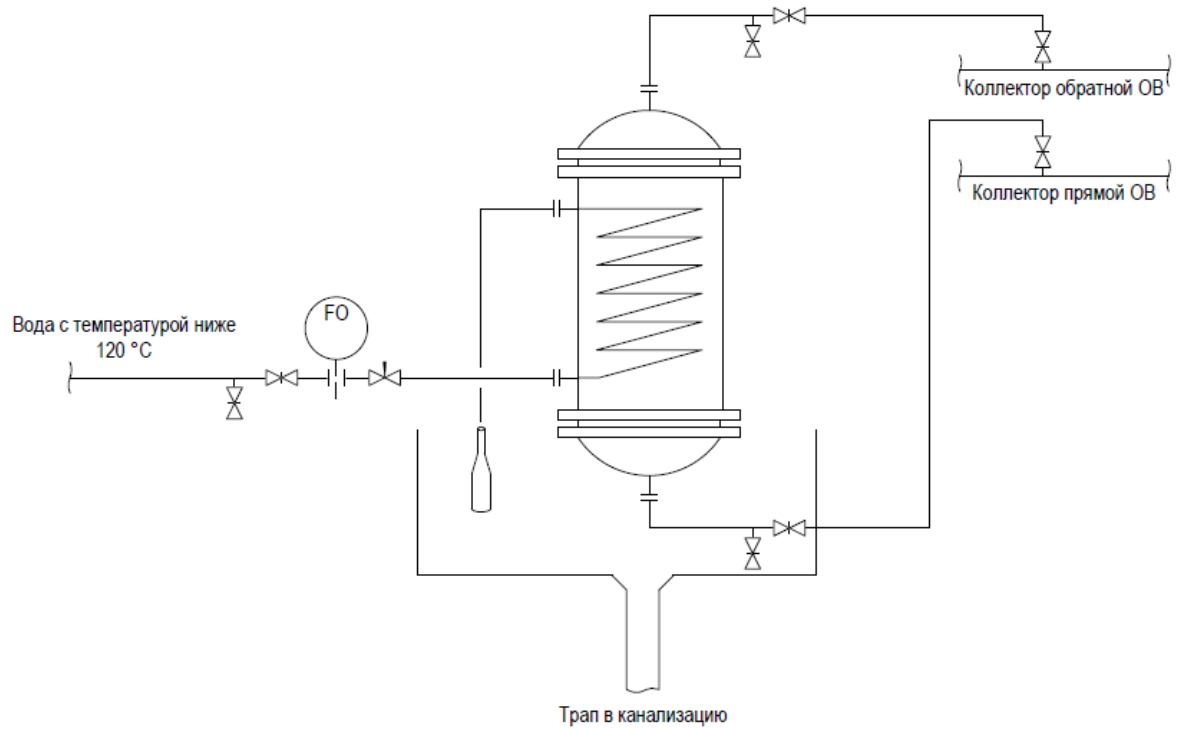 Коллектор обратной ОВ
Коллектор прямой ОВ
FO
Вода с температурой ниже
120 °C
Трап в канализацию